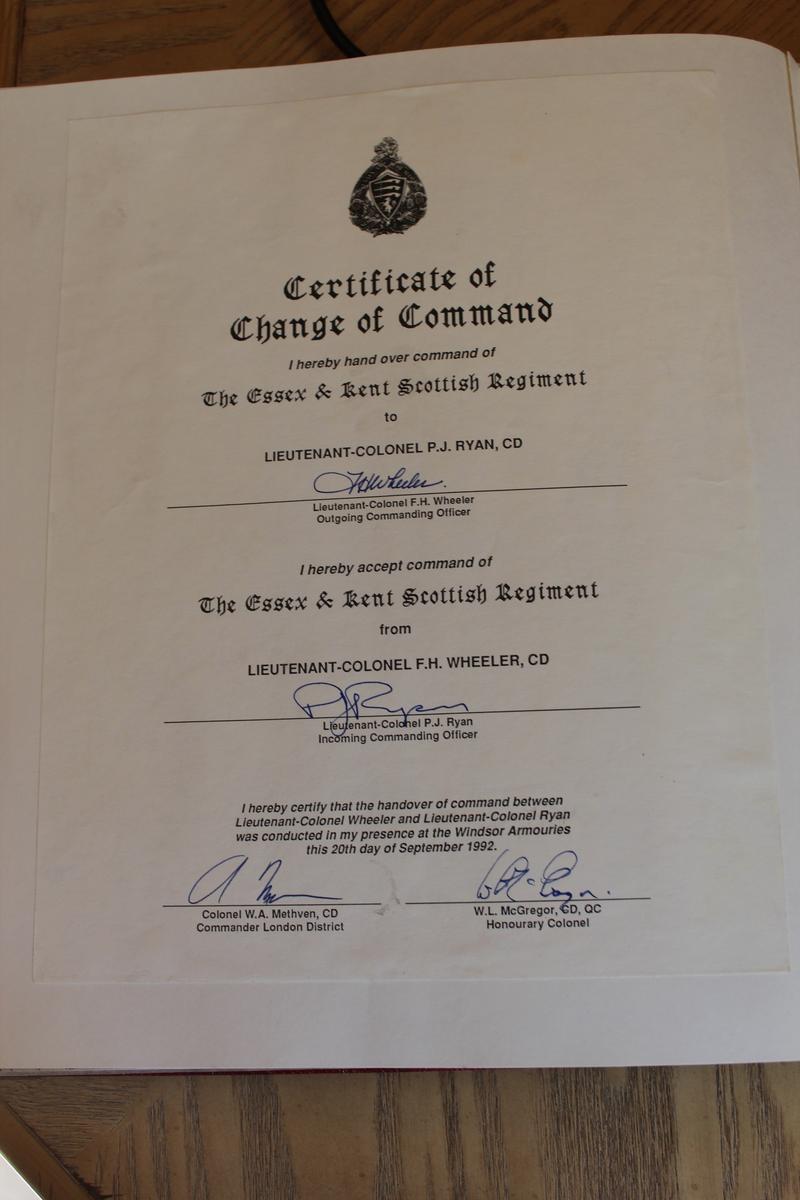 Certificate of
Change of Command
I hereby hand over command of
The Essex & Kent Scottish Regiment
to
LIEUTENANT-COLONEL P.J. RYAN, CD
FHWheeler.
Lieutenant-Colonel F.H. Wheeler
Outgoing Commanding Officer
I hereby accept command of
The Essex & Kent Scottish Regiment
from
LIEUTENANT-COLONEL F.H. WHEELER, CD
PJRyan
Lieutenant-Colonel P.J. Ryan
Incoming Commanding Officer
I hereby certify that the handover of command between
Lieutenant-Colonel Wheeler and Lieutenant-Colonel Ryan
was conducted in my presence at the Windsor Armouries
this 20th day of September 1992.
Colonel W.A. Methven, CD
Commander London District
W.L. McGregor, CD, QC
Honourary Colonel